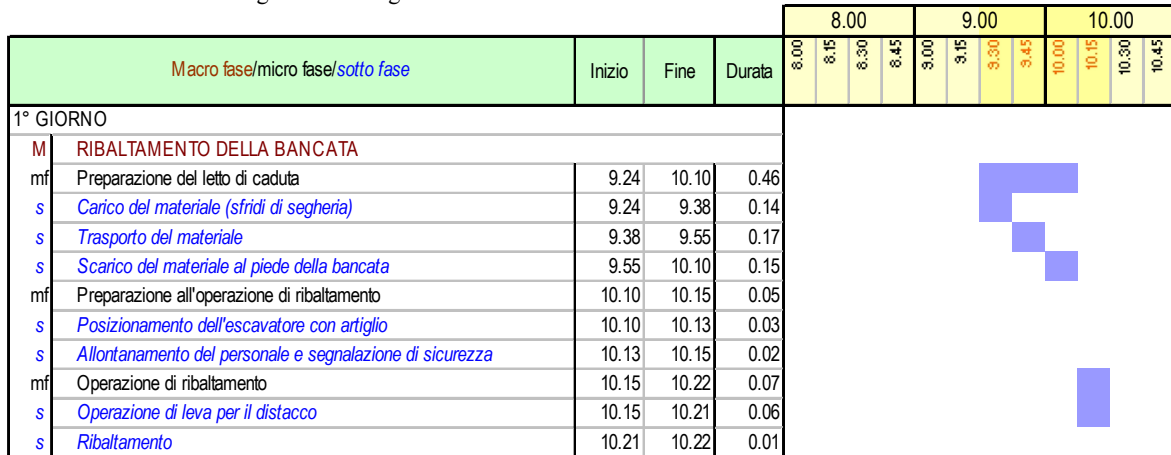 8.00 9.00 10.00
Macro fase/micro fase/sotto fase Inizio Fine Durata 8.00 8.15 8.30 8.45 9.00 9.15 9.30 9.45 10.00 10.15 10.30 10.45
1° GIORNO
M RIBALTAMENTO DELLA BANCATA
mf Preparazione del letto di caduta 9.24 10.10 0.46
s Carico del materiale (sfridi di segheria) 9.24 9.38 0.14
s Trasporto del materiale 9.38 9.55 0.17
s Scarico del materiale al piede della bancata 9.55 10.10 0.15
mf Preparazione all'operazione di ribaltamento 10.10 10.15 0.05
s Posizionamento dell'escavatore con artiglio 10.10 10.13 0.03
s Allontanamento del personale e segnalazione di sicurezza 10.13 10.15 0.02
mf Operazione di ribaltamento 10.15 10.22 0.07
s Operazione di leva per il distacco 10.15 10.21 0.06
s Ribaltamento 10.21 10.22 0.01